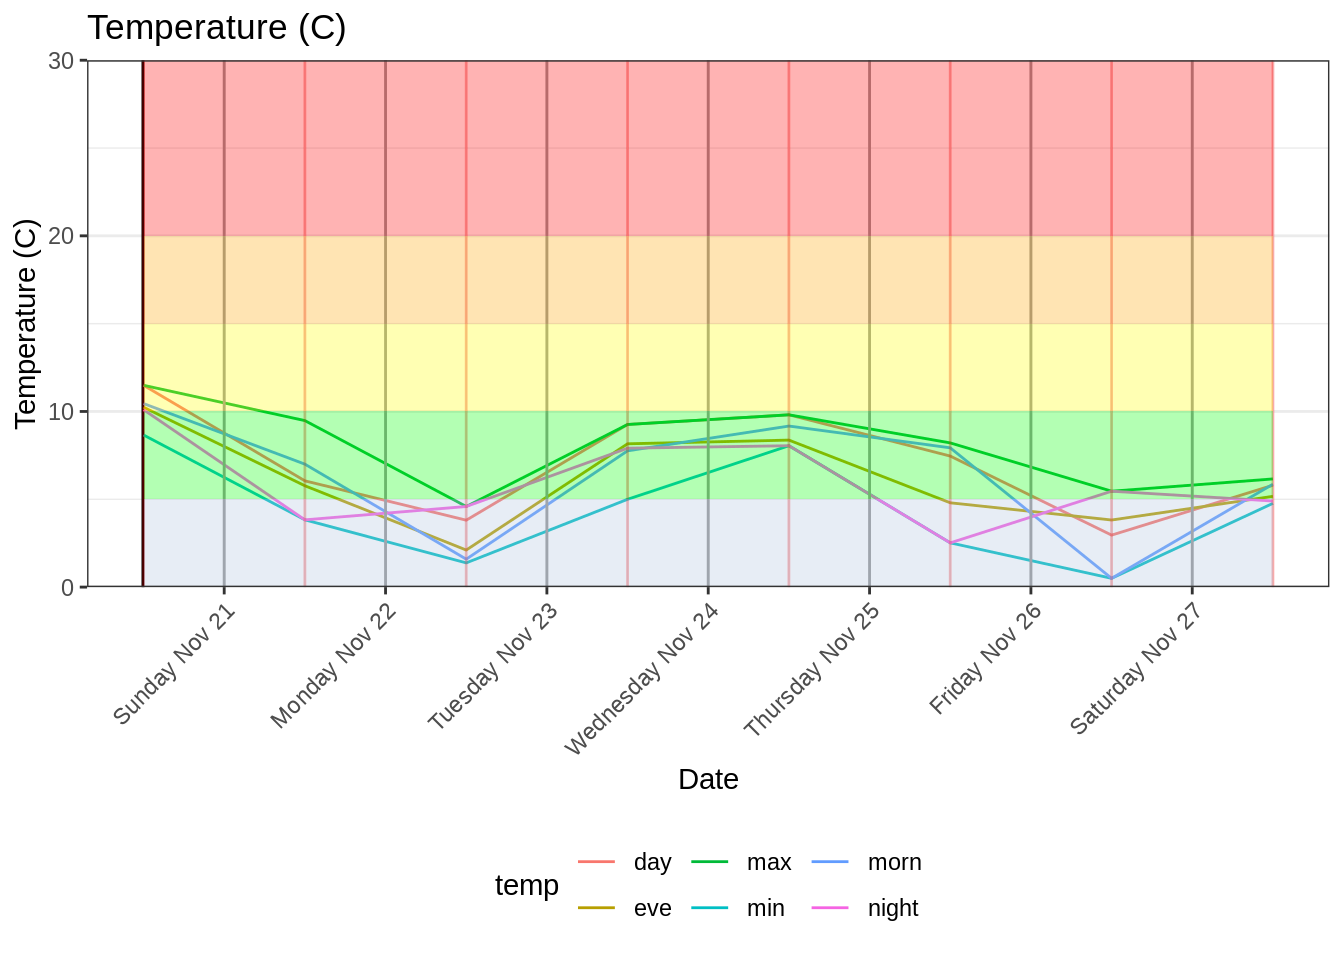 Temperature (C)
Temperature (C)
30
20
10
0
Sunday Nov 21
Monday Nov 22
Tuesday Nov 23
Wednesday Nov 24
Thursday Nov 25
Friday Nov 26
Saturday Nov 27
Date
temp
day
max
morn
eve
min
night